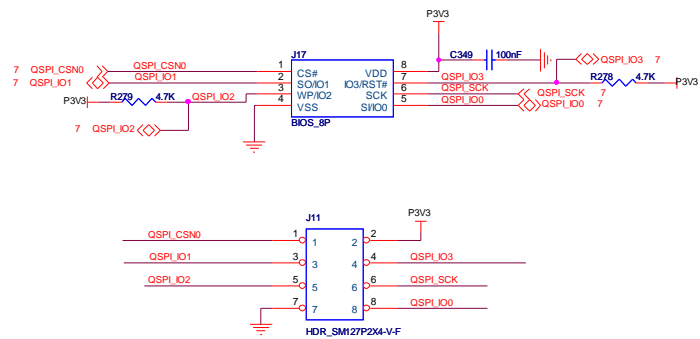 P3V3
J17
C349 100nF
QSPI_IO3 7
7 QSPI_CSN0 QSPI_CSN0 1 CS# VDD 8
7 QSPI_IO1 QSPI_IO1 2 SO/IO1 IO3/RST# 7 QSPI_IO3 R278 4.7K P3V3
P3V3 R279 4.7K QSPI_IO2 3 WP/IO2 SCK 6 QSPI_SCK QSPI_SCK 7
4 VSS SI/IO0 5 QSPI_IO0 QSPI_IO0 7
BIOS_8P
7 QSPI_IO2
J11
P3V3
QSPI_CSN0 1 1 2 2
QSPI_IO1 3 3 4 4 QSPI_IO3
QSPI_IO2 5 5 6 6 QSPI_SCK
7 7 8 8 QSPI_IO0
HDR_SM127P2X4-V-F